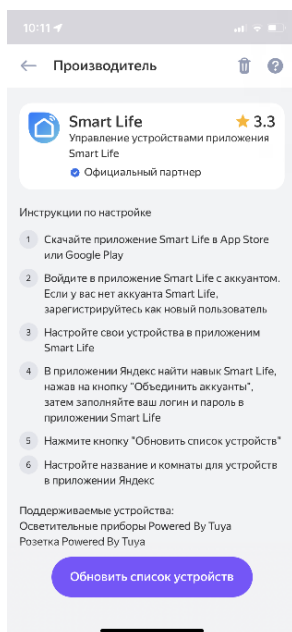 10:11
Производитель
Smart Life
3.3
Управление устройствами приложения
Smart Life
Официальный партнер
Инструкции по настройке
1 Скачайте приложение Smart Life в App Store
или Google Play
2 Войдите в приложение Smart Life с аккаунтом.
Если у вас нет аккуанта Smart Life,
зарегистрируйтесь как новый пользователь
3 Настройте свои устройства в приложеним
Smart Life
4 В приложении Яндекс найти навык Smart Life,
нажав на кнопку "Объединить аккуанты",
затем заполняйте ваш логин и пароль в
приложении Smart Life
5 Нажмите кнопку "Обновить список устройств"
6 Настройте название и комнаты для устройств
в приложении Яндекс
Поддерживаемые устройства:
Осветительные приборы Powered By Tuya
Розетка Powered By Tuya
Обновить список устройств